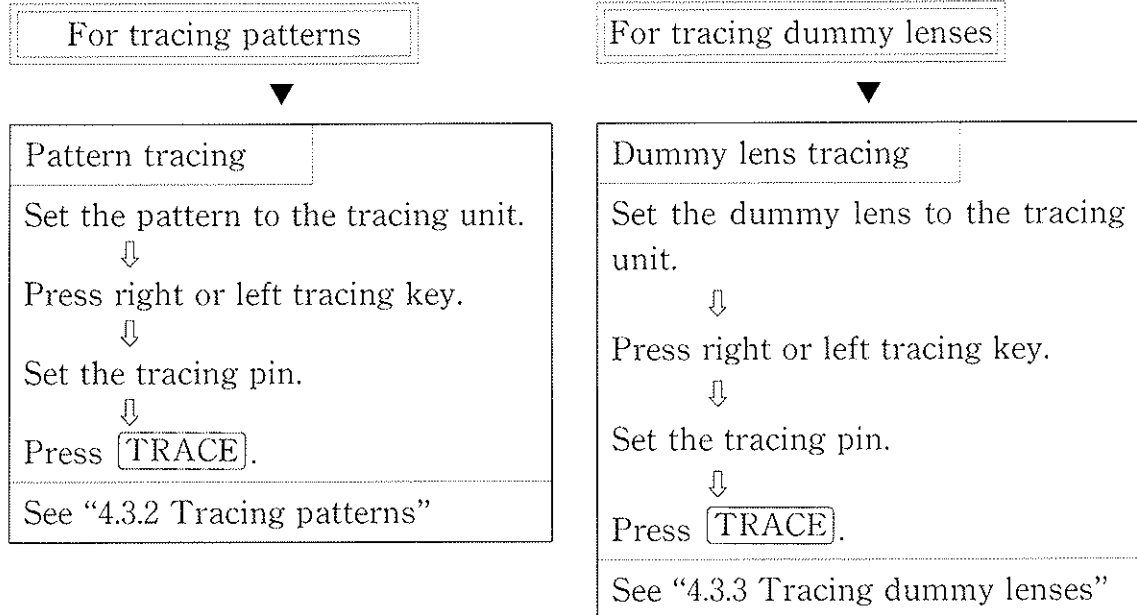 For tracing patterns
Pattern tracing
Set the pattern to the tracing unit.
Press right or left tracing key.
Set the tracing pin.
Press TRACE.
See “4.3.2 Tracing patterns”
For tracing dummy lenses
Dummy lens tracing
Set the dummy lens to the tracing
unit.
Press right or left tracing key.
Set the tracing pin.
Press TRACE.
See “4.3.3 Tracing dummy lenses”